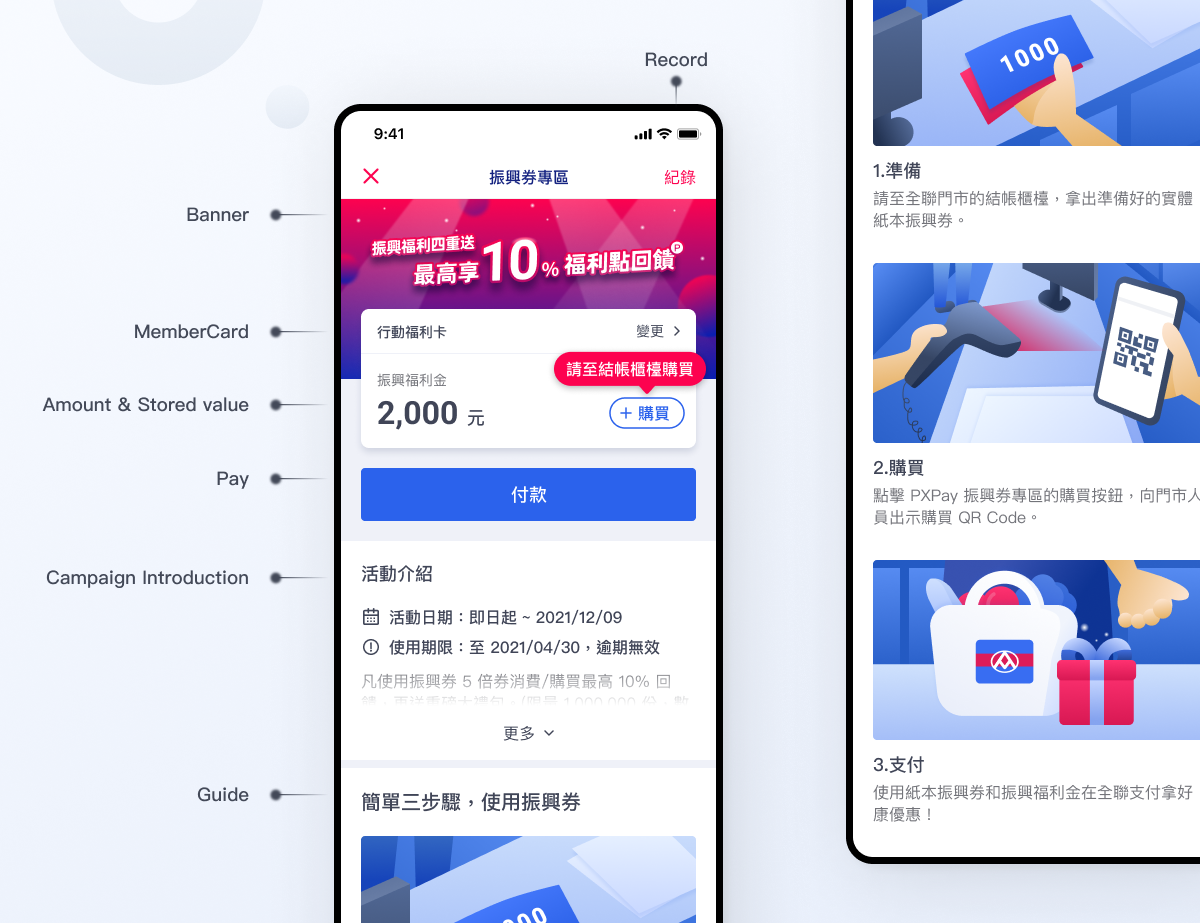 Record
Banner
MemberCard
Amount & Stored value
Pay
Campaign Introduction
Guide
9:41
振興券專區
紀錄
振興福利四重送
最高享10%福利點回饋
P
行動福利卡
變更
請至結帳櫃檯購買
振興福利金
2,000 元
+ 購買
付款
活動介紹
活動日期：即日起 ~ 2021/12/09
使用期限：至 2021/04/30，逾期無效
凡使用振興券 5 倍券消費/購買最高 10% 回
更多
簡單三步驟，使用振興券
1000
1.準備
請至全聯門市的結帳櫃檯，拿出準備好的實體
紙本振興券。
2.購買
點擊 PXPay 振興券專區的購買按鈕，向門市人
員出示購買 QR Code。
3.支付
使用紙本振興券和振興福利金在全聯支付拿好
康優惠！